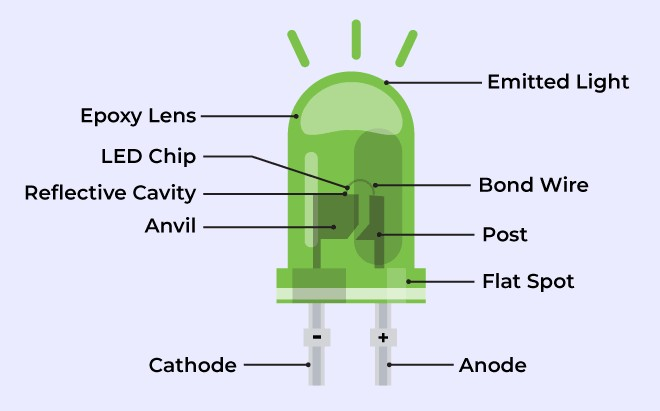 Emitted Light
Epoxy Lens
LED Chip
Reflective Cavity
Bond Wire
Anvil
Post
Flat Spot
- +
Cathode
Anode